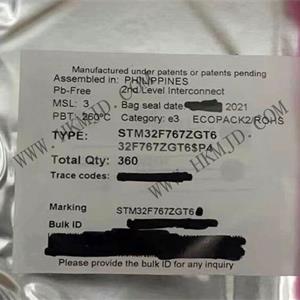 Manufactured under patents or patents pending
Assembled in: PHILIPPINES
Pb-Free 2nd Level Interconnect
MSL: 3 Bag seal date 2021
PBT: 260°C Category: e3 ECOPACK2/ROHS
TYPE: STM32F767ZGT6
32F767ZGT6$P4
Total Qty: 360
Trace codes:
Marking STM32F767ZGT6
Bulk ID
Please provide the bulk ID for any inquiry
WWW.HKMJD.COM